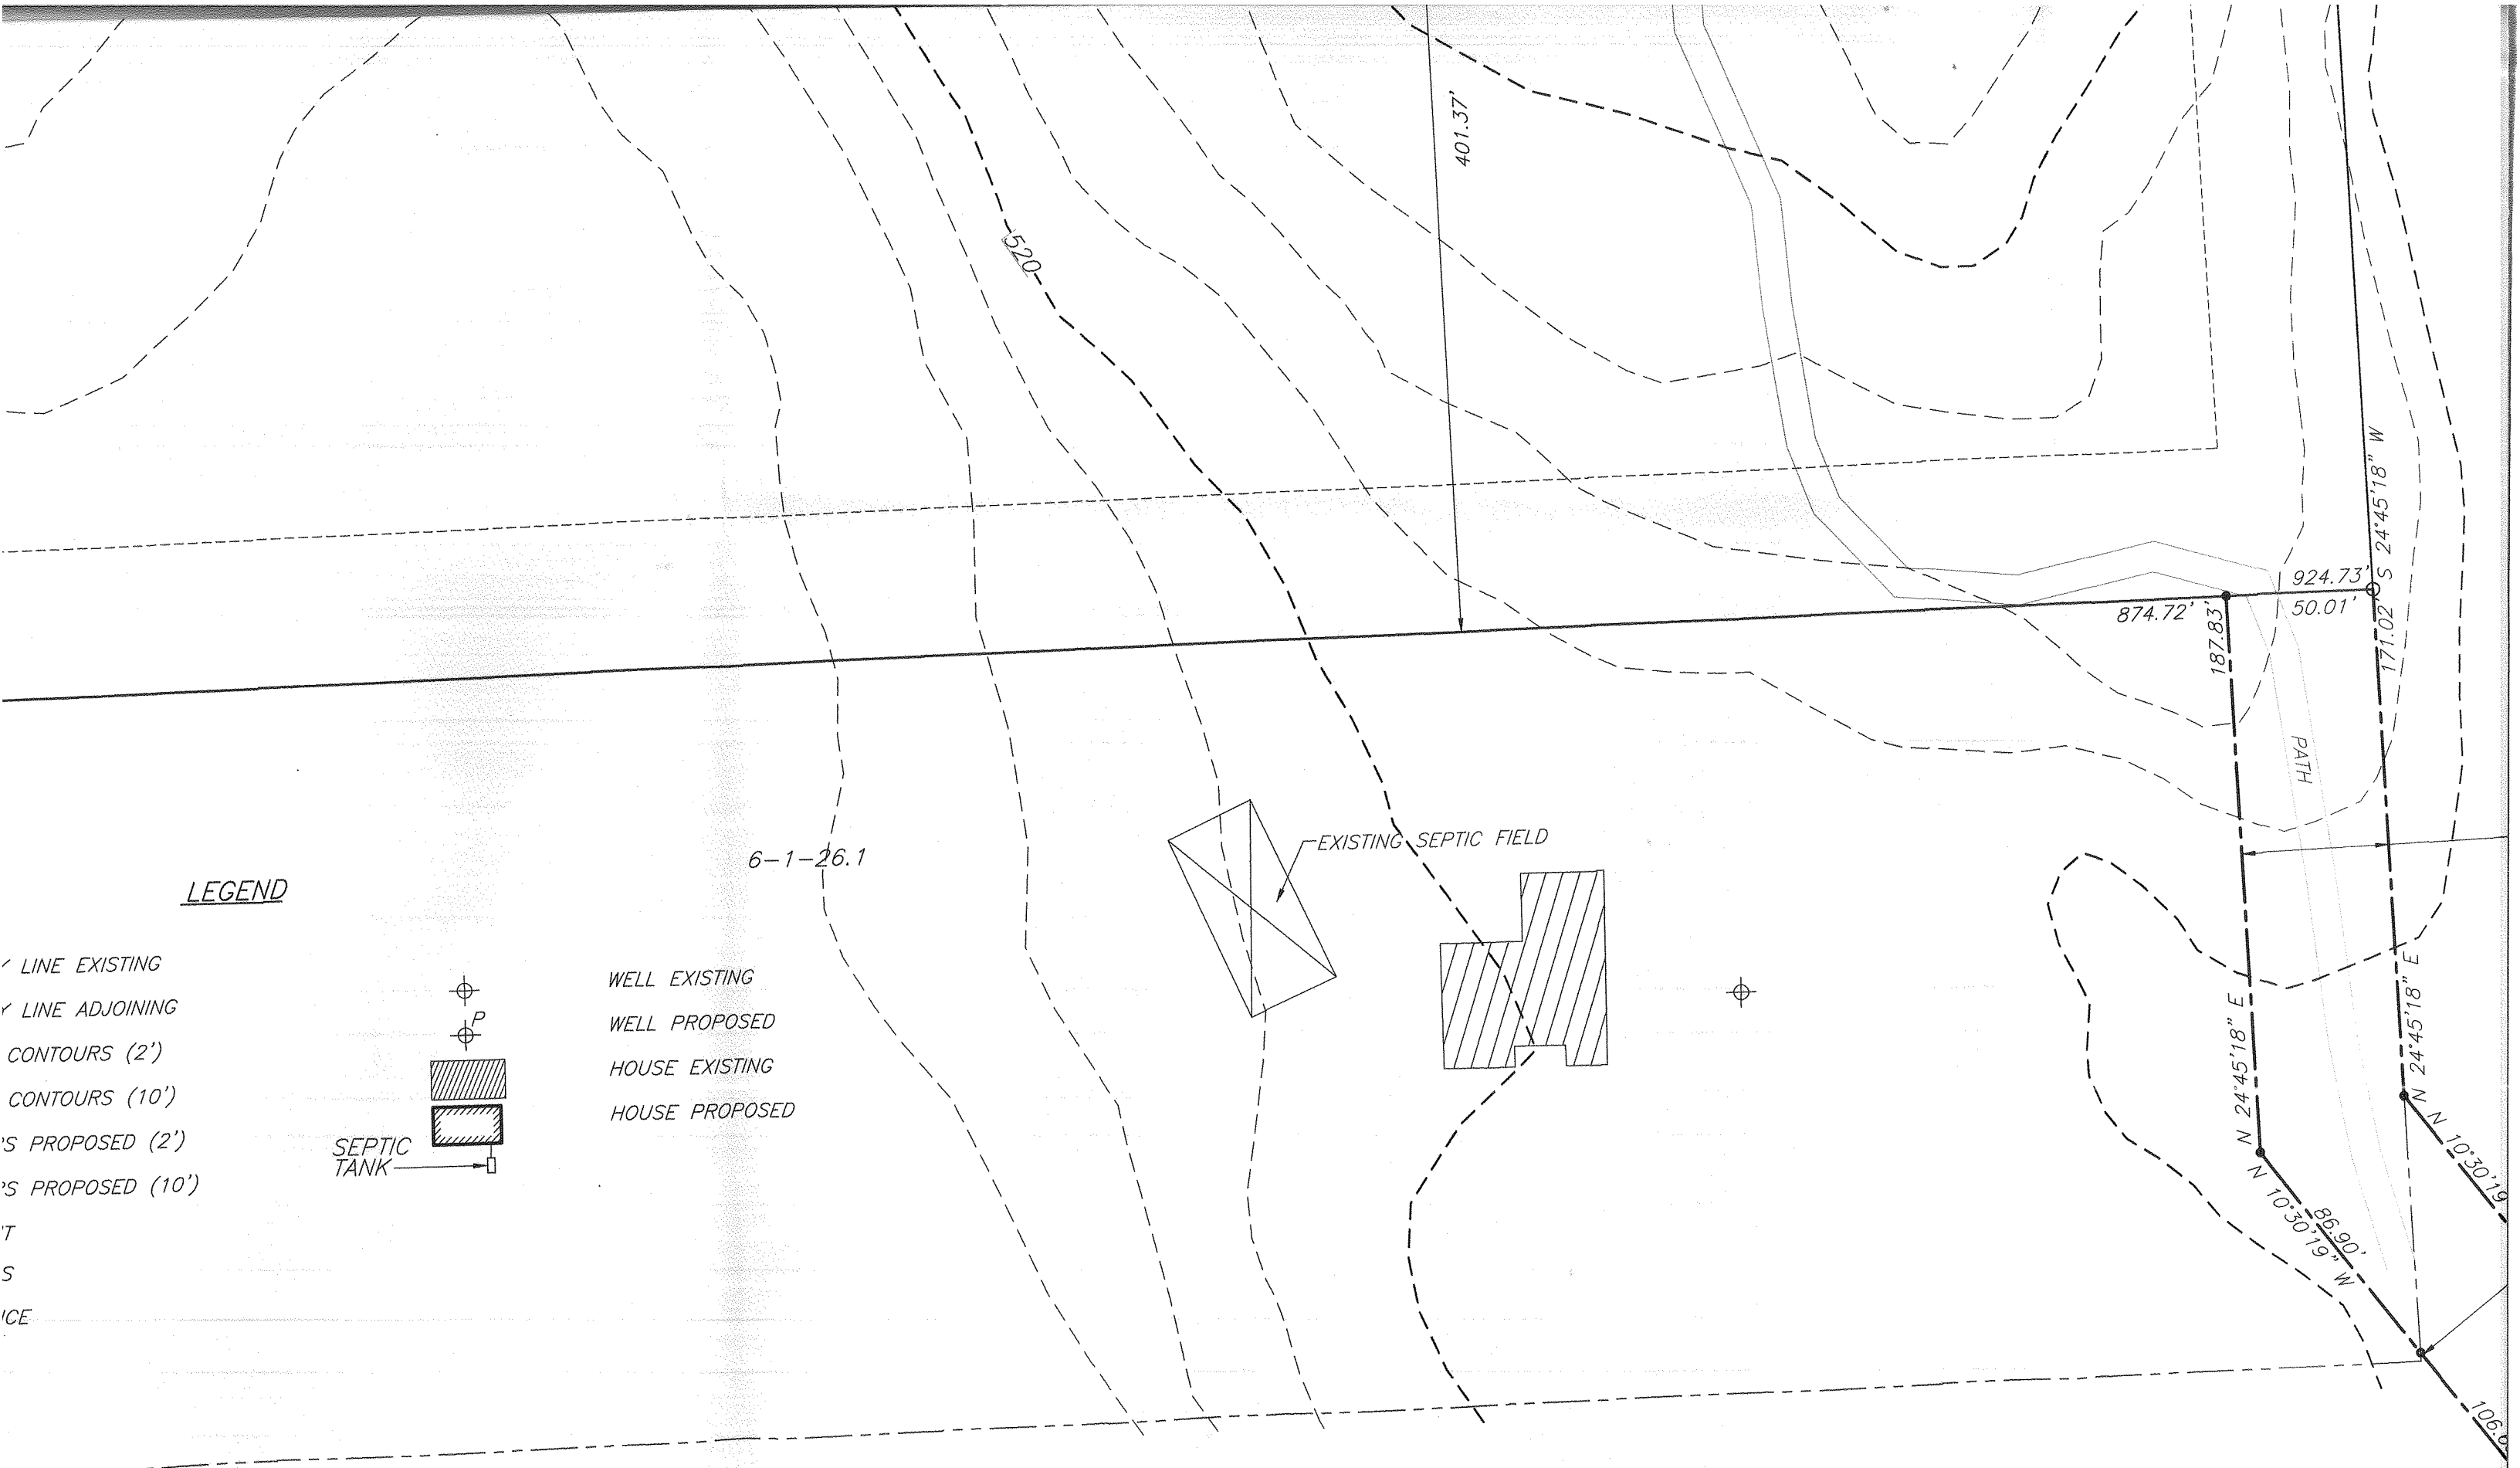 401.37'
520
S 24°45'18" W
924.73'
874.72'
50.01'
187.83'
171.02'
PATH
EXISTING SEPTIC FIELD
6-1-26.1
LEGEND
LINE EXISTING
LINE ADJOINING
CONTOURS (2')
CONTOURS (10')
'S PROPOSED (2')
'S PROPOSED (10')
T
S
ICE
P
SEPTIC
TANK
WELL EXISTING
WELL PROPOSED
HOUSE EXISTING
HOUSE PROPOSED
N 24°45'18" E
N 24°45'18" E
N 10°30'19
86.90'
N 10°30'19" W
106.6